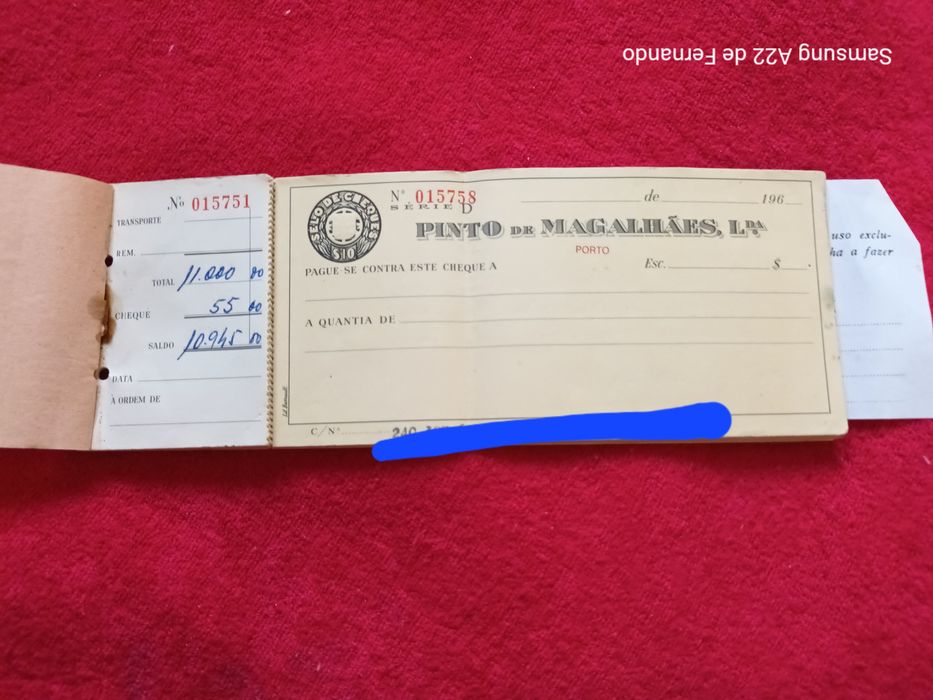 Samsung A22 de Fernando
Nº 015751
TRANSPORTE
REM.
TOTAL 11.000 00
CHEQUE 55 00
SALDO 10.945 00
DATA
À ORDEM DE
SELO DE CHEQUES
$10
Nº 015758
SÉRIE D
de 196
PINTO DE MAGALHÃES, LDA.
PORTO
PAGUE-SE CONTRA ESTE CHEQUE A
Esc. $
A QUANTIA DE
C/Nº
uso exclu-
ha a fazer